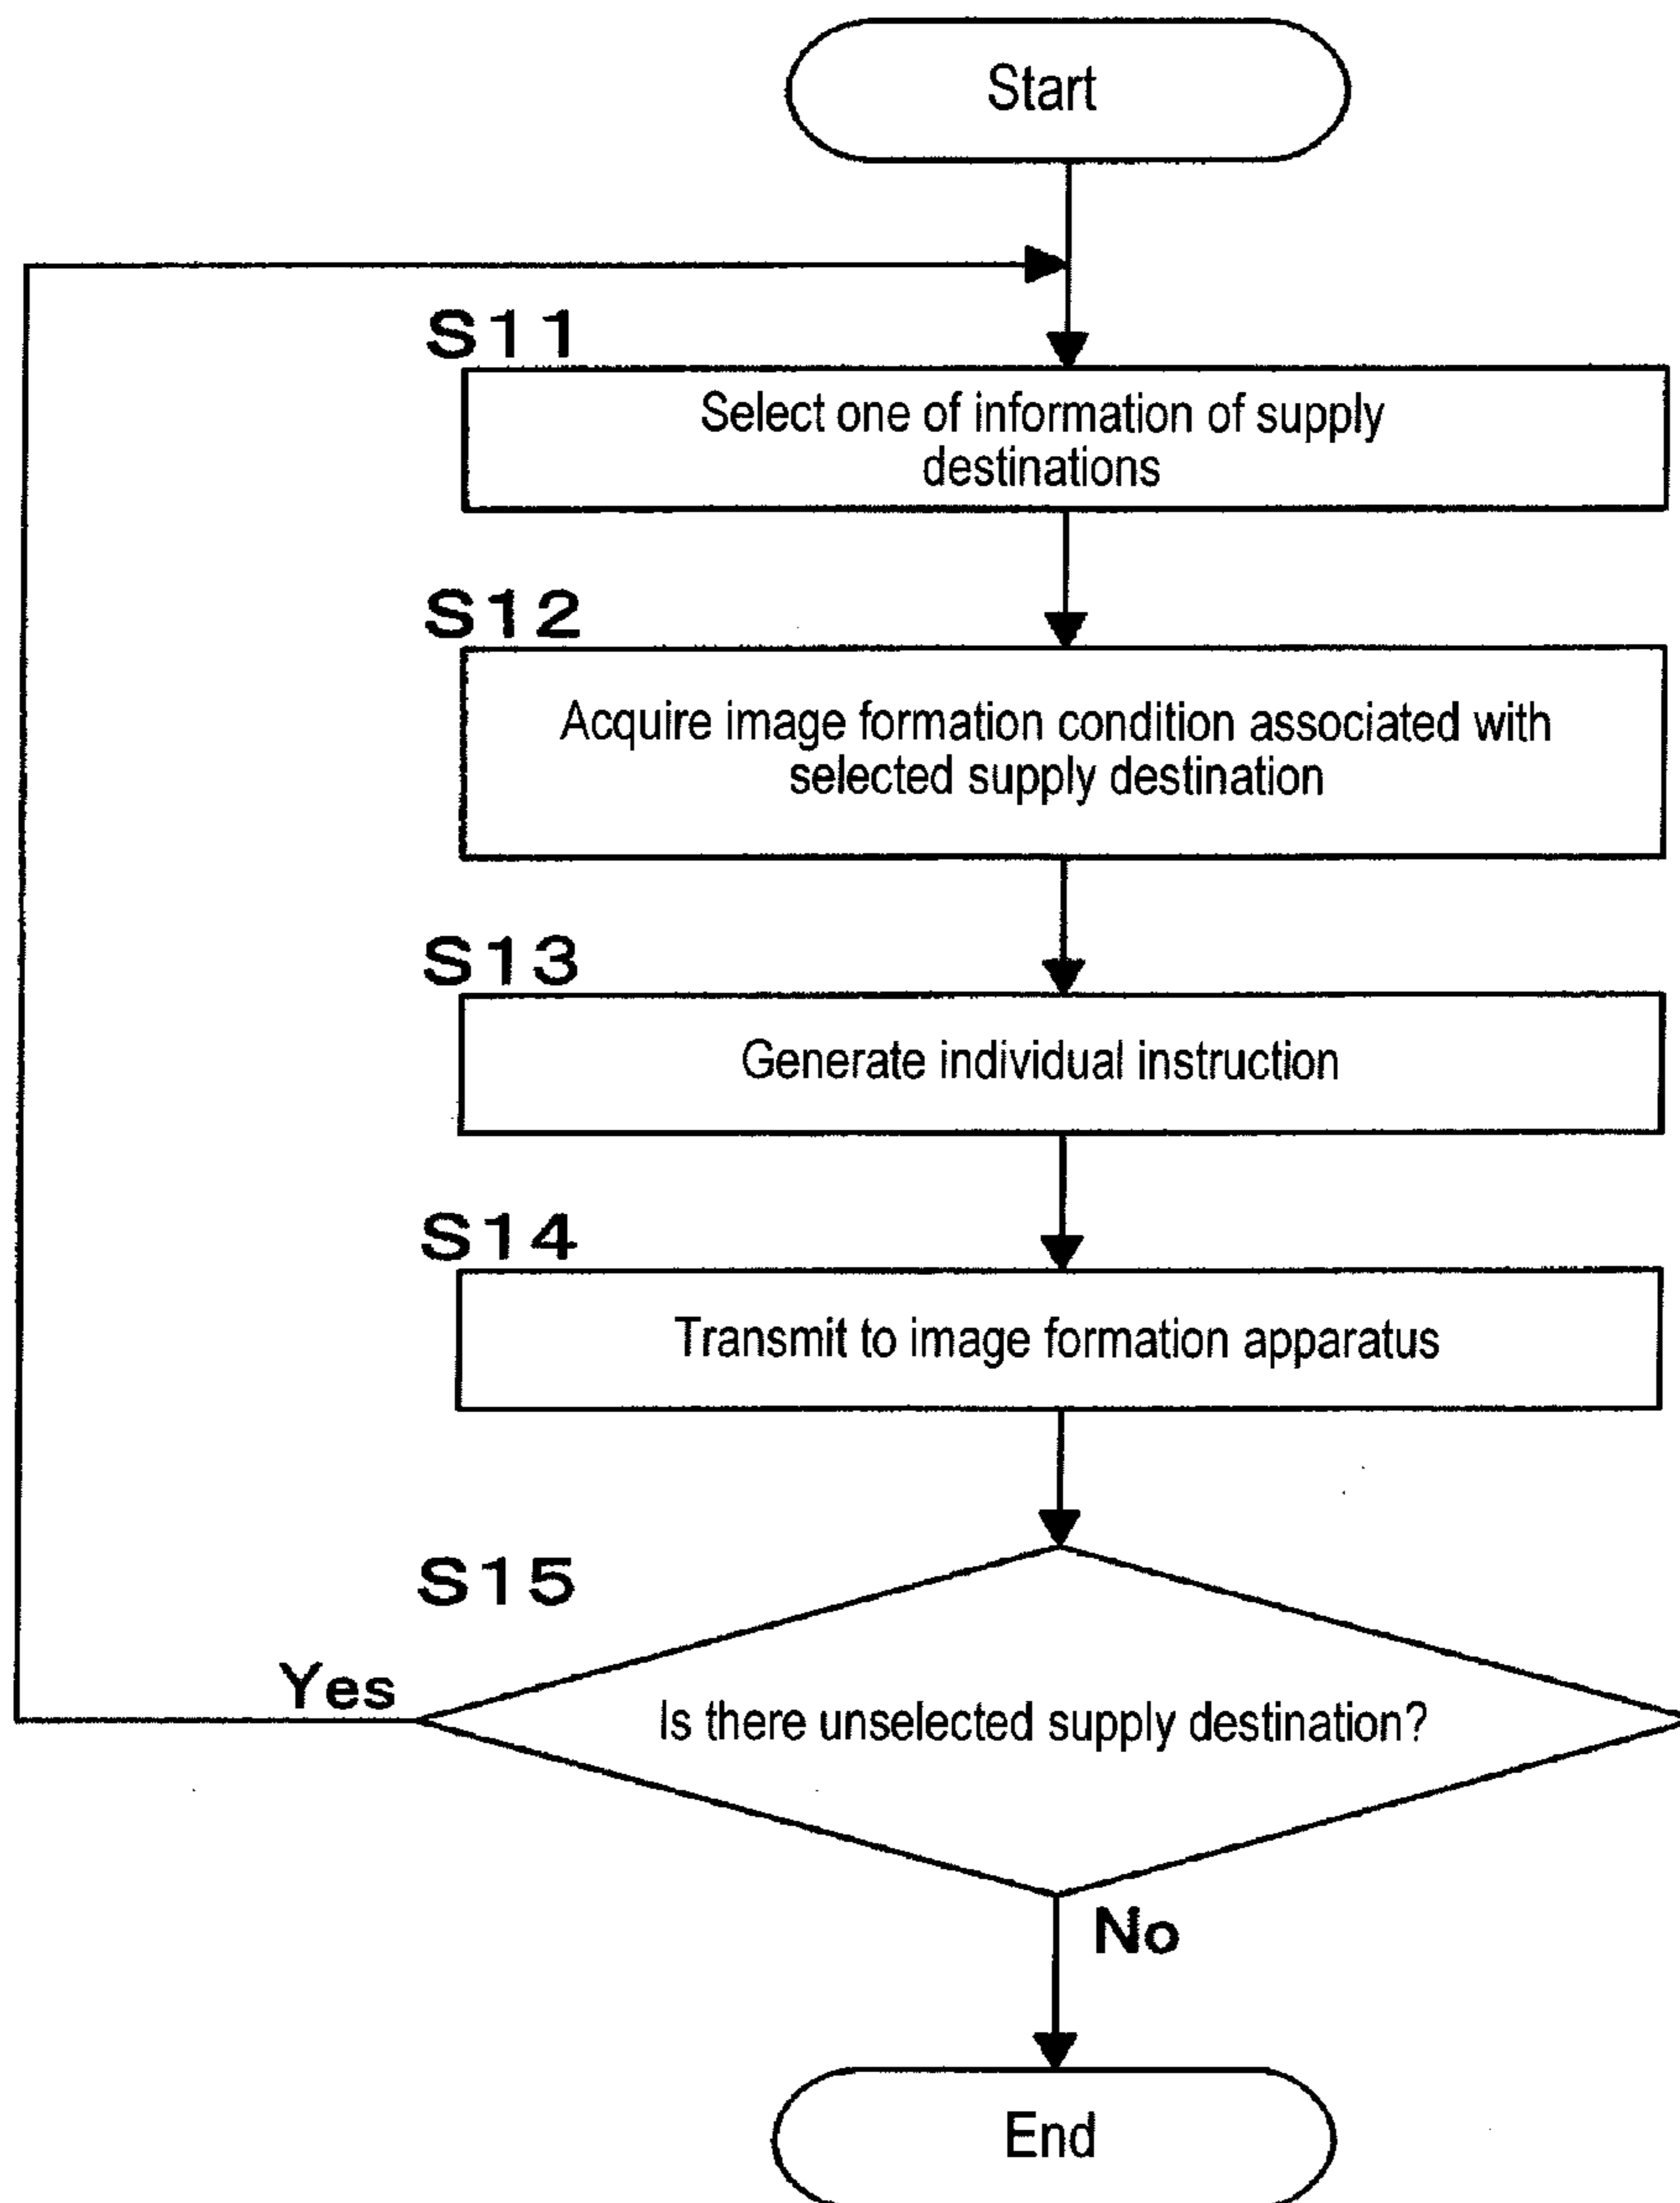 Start
S11
Select one of information of supply
destinations
S12
Acquire image formation condition associated with
selected supply destination
S13
Generate individual instruction
S14
Transmit to image formation apparatus
S15
Yes
Is there unselected supply destination?
No
End